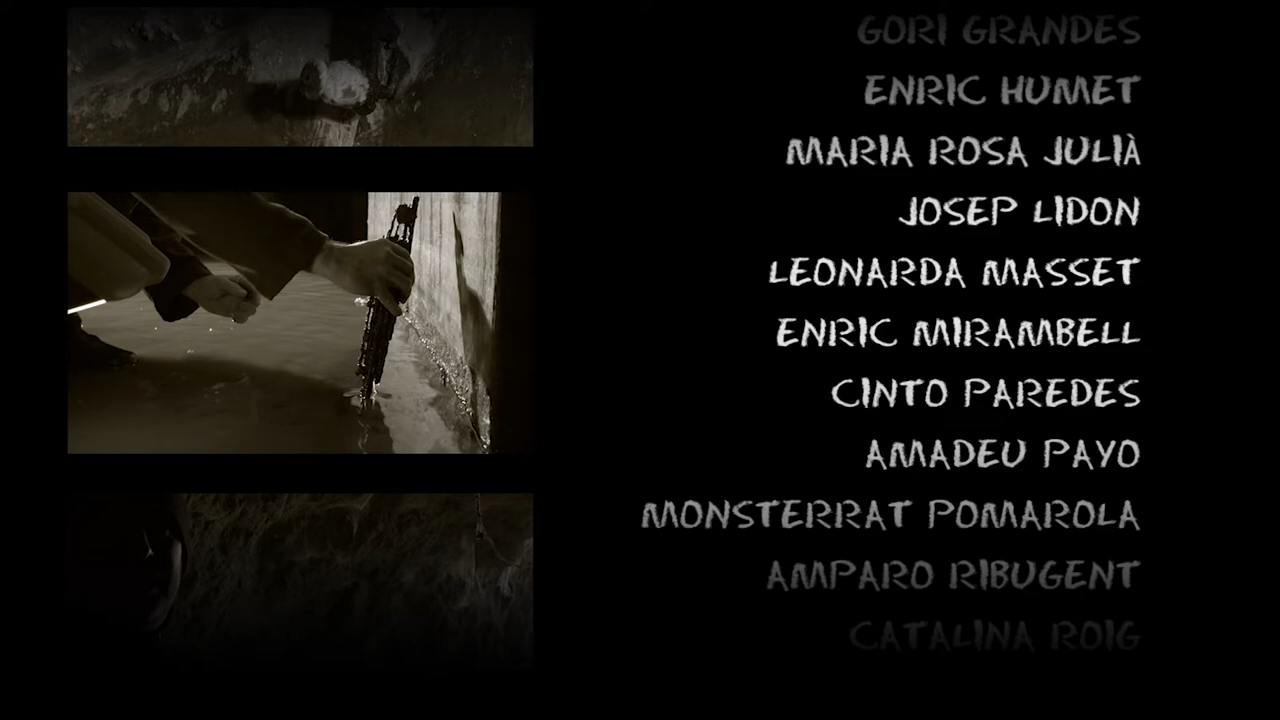 GORI GRANDES
ENRIC HUMET
MARIA ROSA JULIÀ
JOSEP LIDON
LEONARDA MASSET
ENRIC MIRAMBELL
CINTO PAREDES
AMADEU PAYO
MONSTERRAT POMAROLA
AMPARO RIBUGENT
CATALINA ROIG